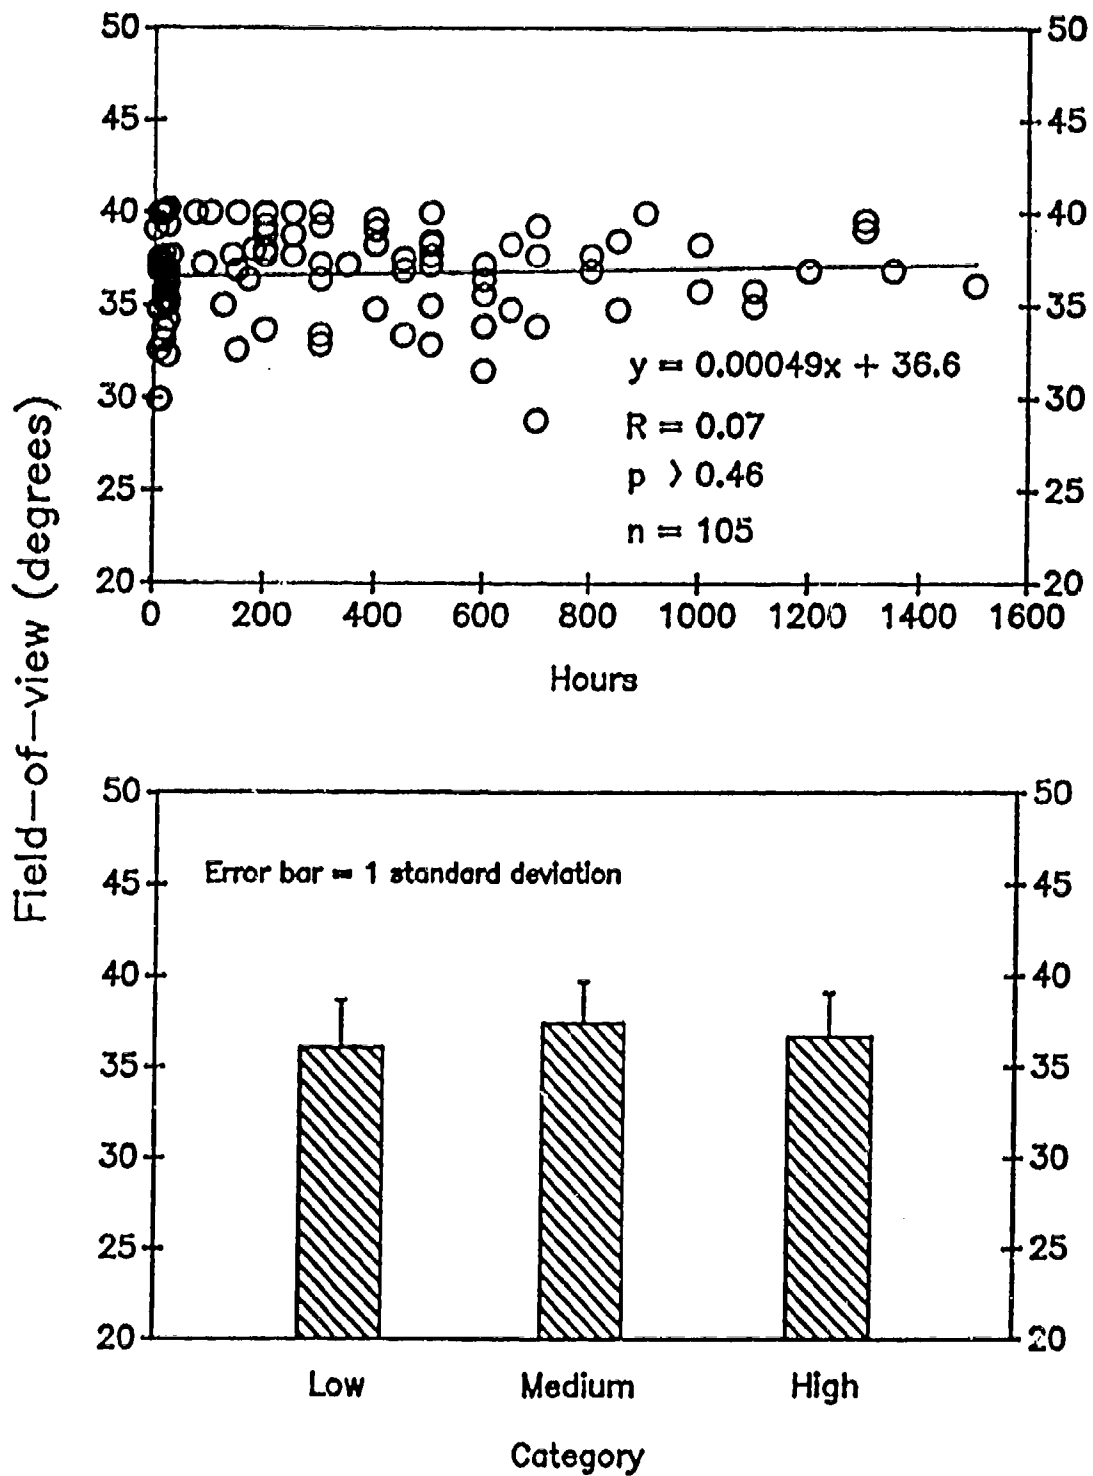 Field-of-view (degrees)
50
45
40
35
30
25
20
50
45
40
35
30
25
20
y = 0.00049x + 36.6
R = 0.07
p > 0.46
n = 105
0 200 400 600 800 1000 1200 1400 1600
Hours
50
45
40
35
30
25
20
50
45
40
35
30
25
20
Error bar = 1 standard deviation
Low Medium High
Category